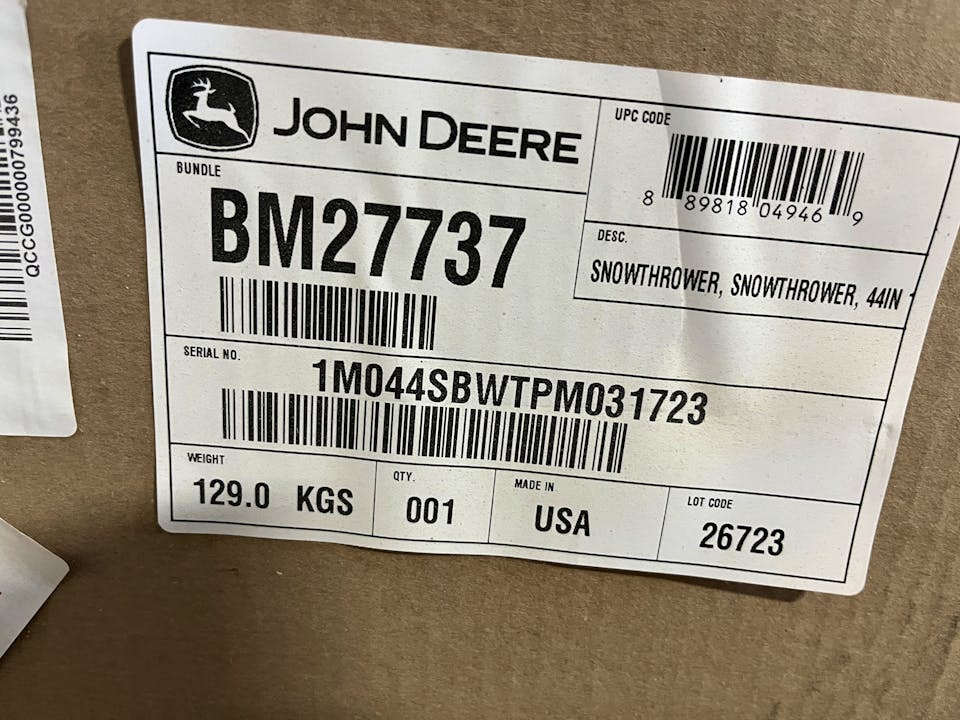 QCCG000000799436
JOHN DEERE
UPC CODE
8 89818 04946 9
BUNDLE
BM27737
DESC.
SNOWTHROWER, SNOWTHROWER, 44IN
SERIAL NO.
1M044SBWTPM031723
WEIGHT
129.0 KGS
QTY.
001
MADE IN
USA
LOT CODE
26723